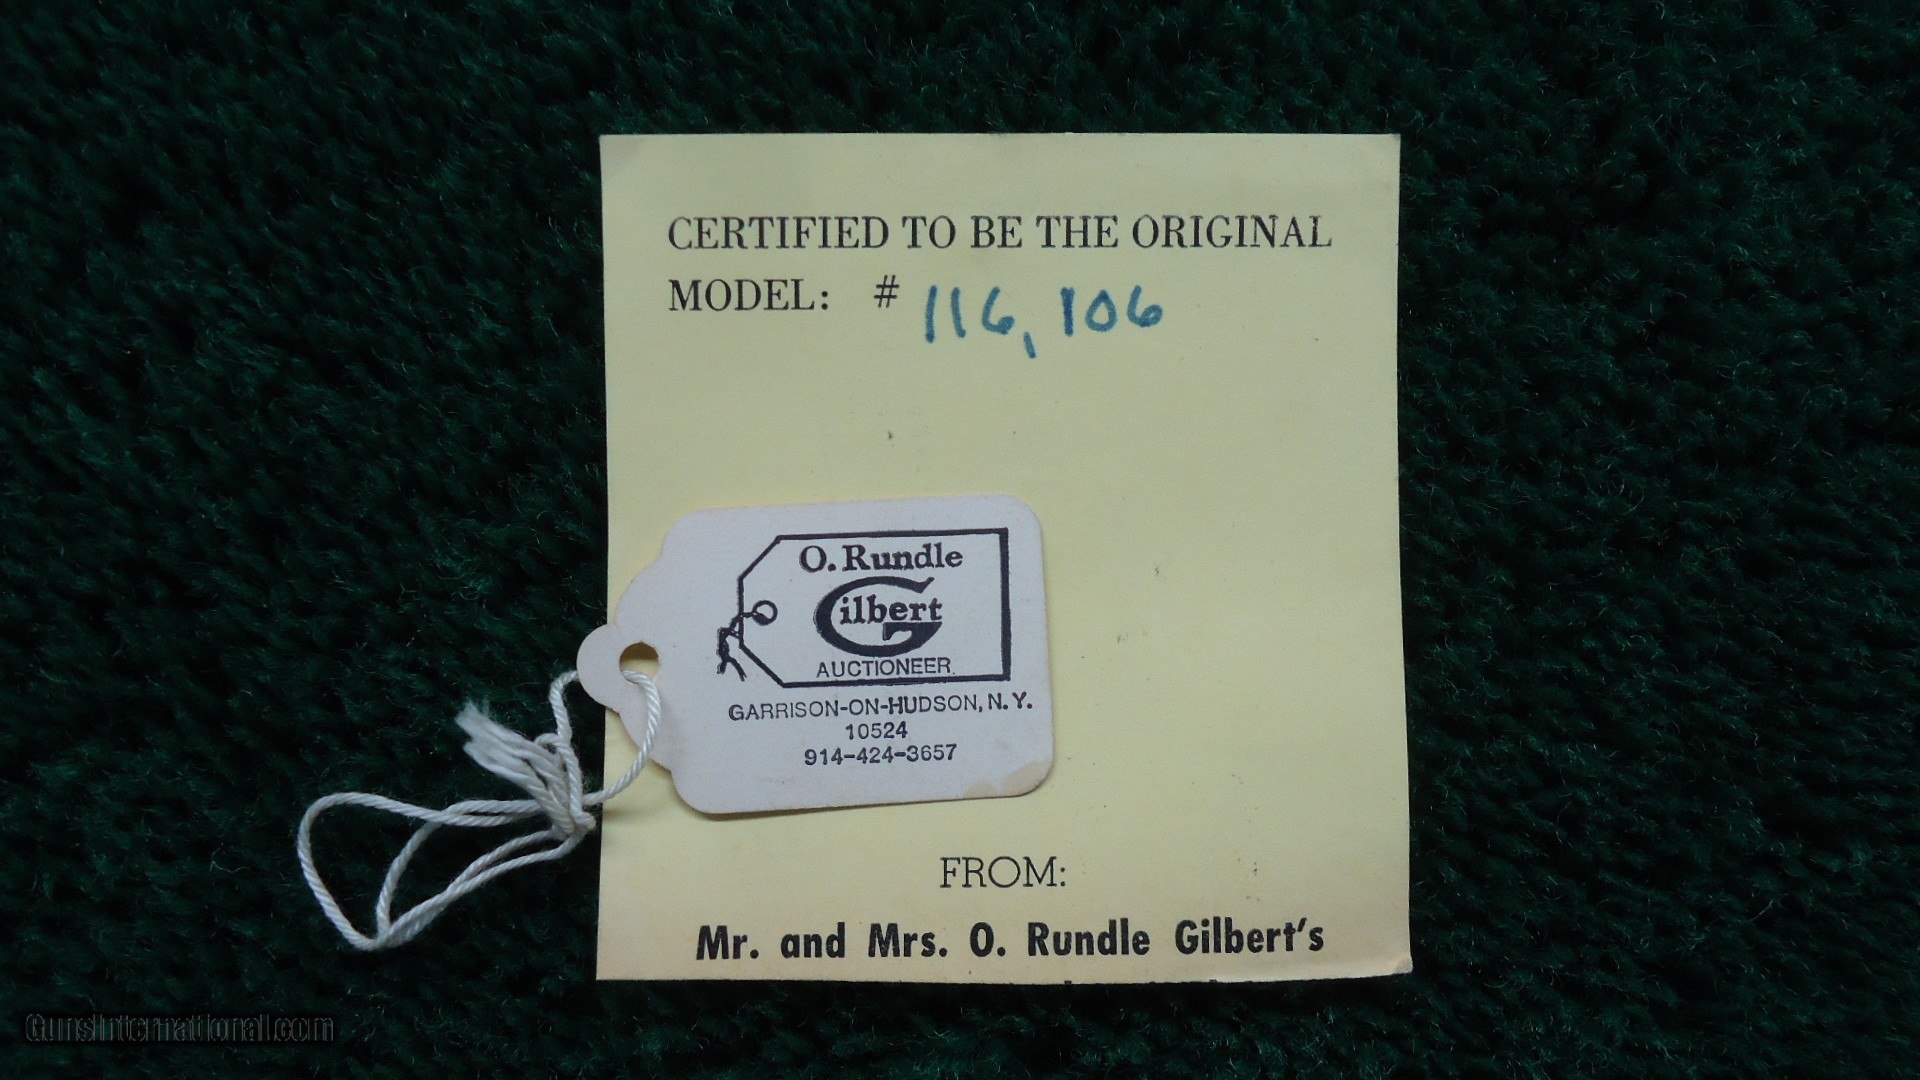 CERTIFIED TO BE THE ORIGINAL
MODEL: # 116,106
O. Rundle
Gilbert
AUCTIONEER
GARRISON-ON-HUDSON, N.Y.
10524
914-424-3657
FROM:
Mr. and Mrs. O. Rundle Gilbert's
GunsInternational.com